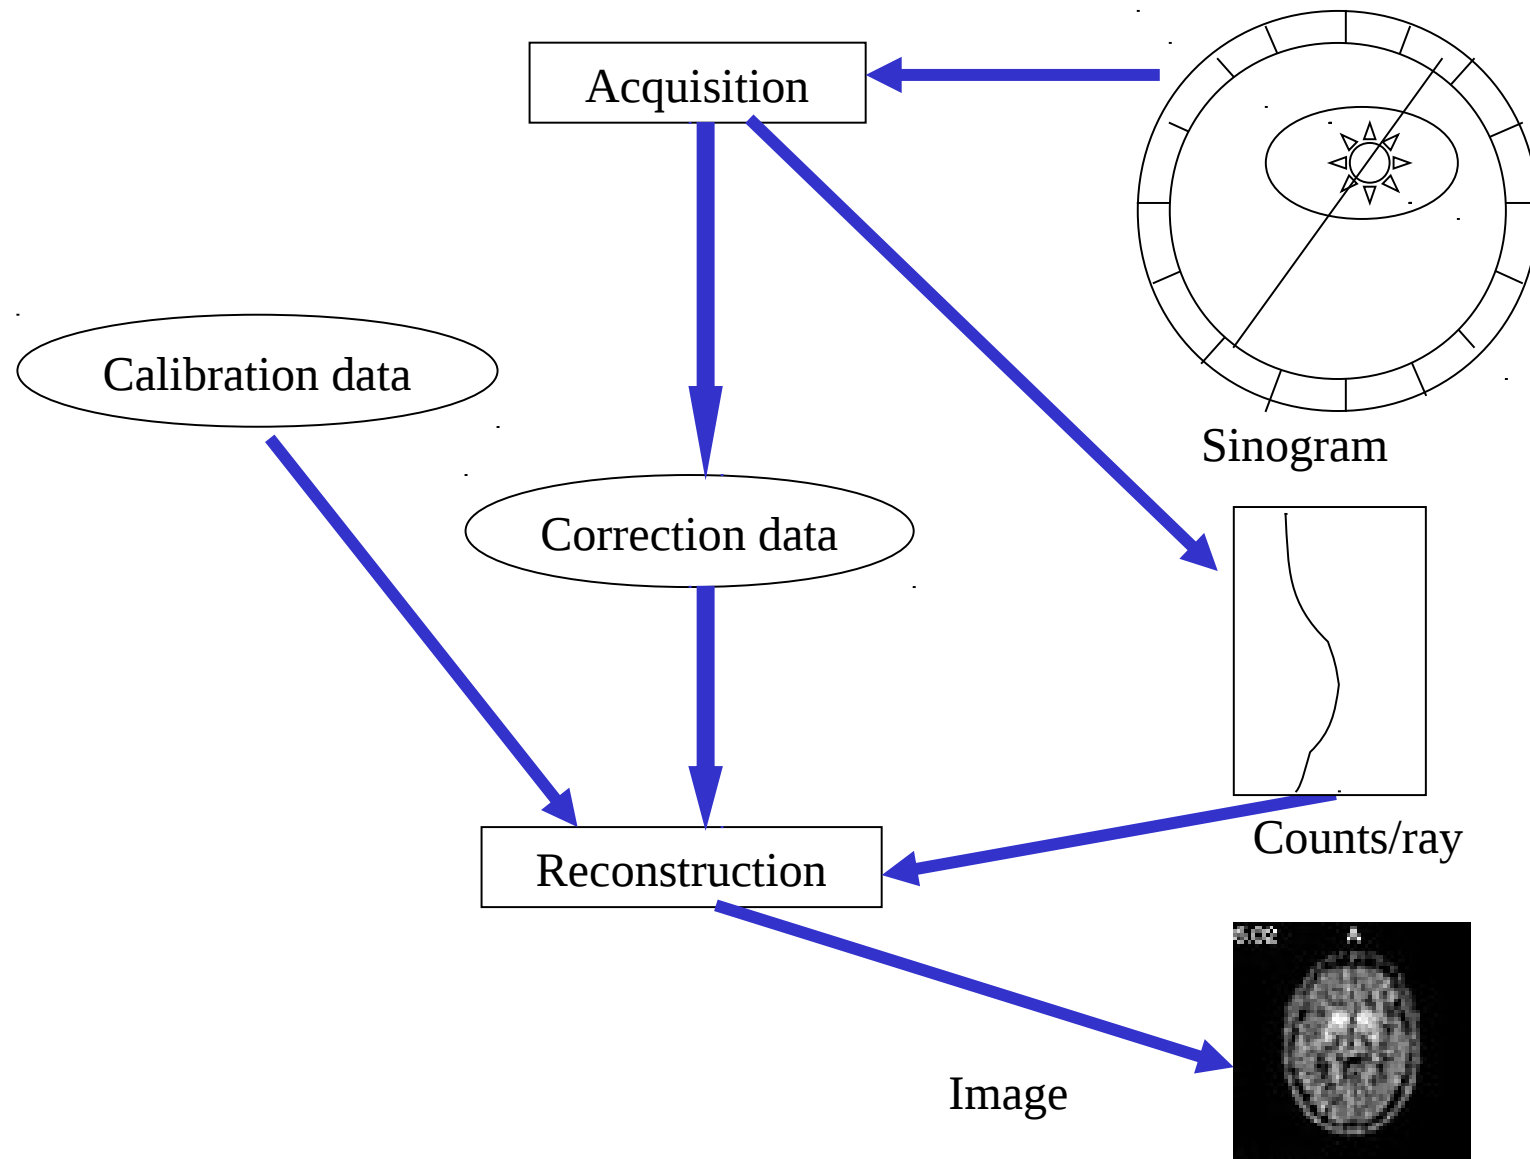 Acquisition
Calibration data
Sinogram
Correction data
Counts/ray
Reconstruction
A
Image